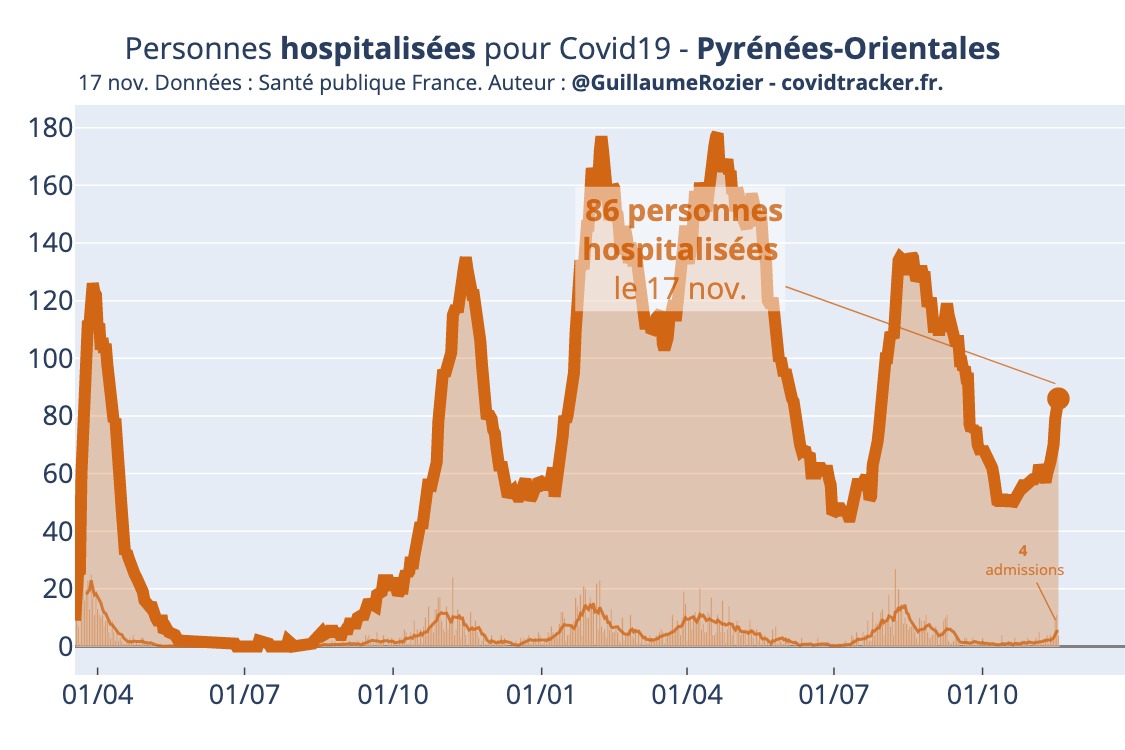 Personnes hospitalisées pour Covid19 - Pyrénées-Orientales
17 nov. Données : Santé publique France. Auteur : @GuillaumeRozier - covidtracker.fr.
180
160
140
120
100
80
60
40
20
0
86 personnes
hospitalisées
le 17 nov.
4
admissions
01/04 01/07 01/10 01/01 01/04 01/07 01/10